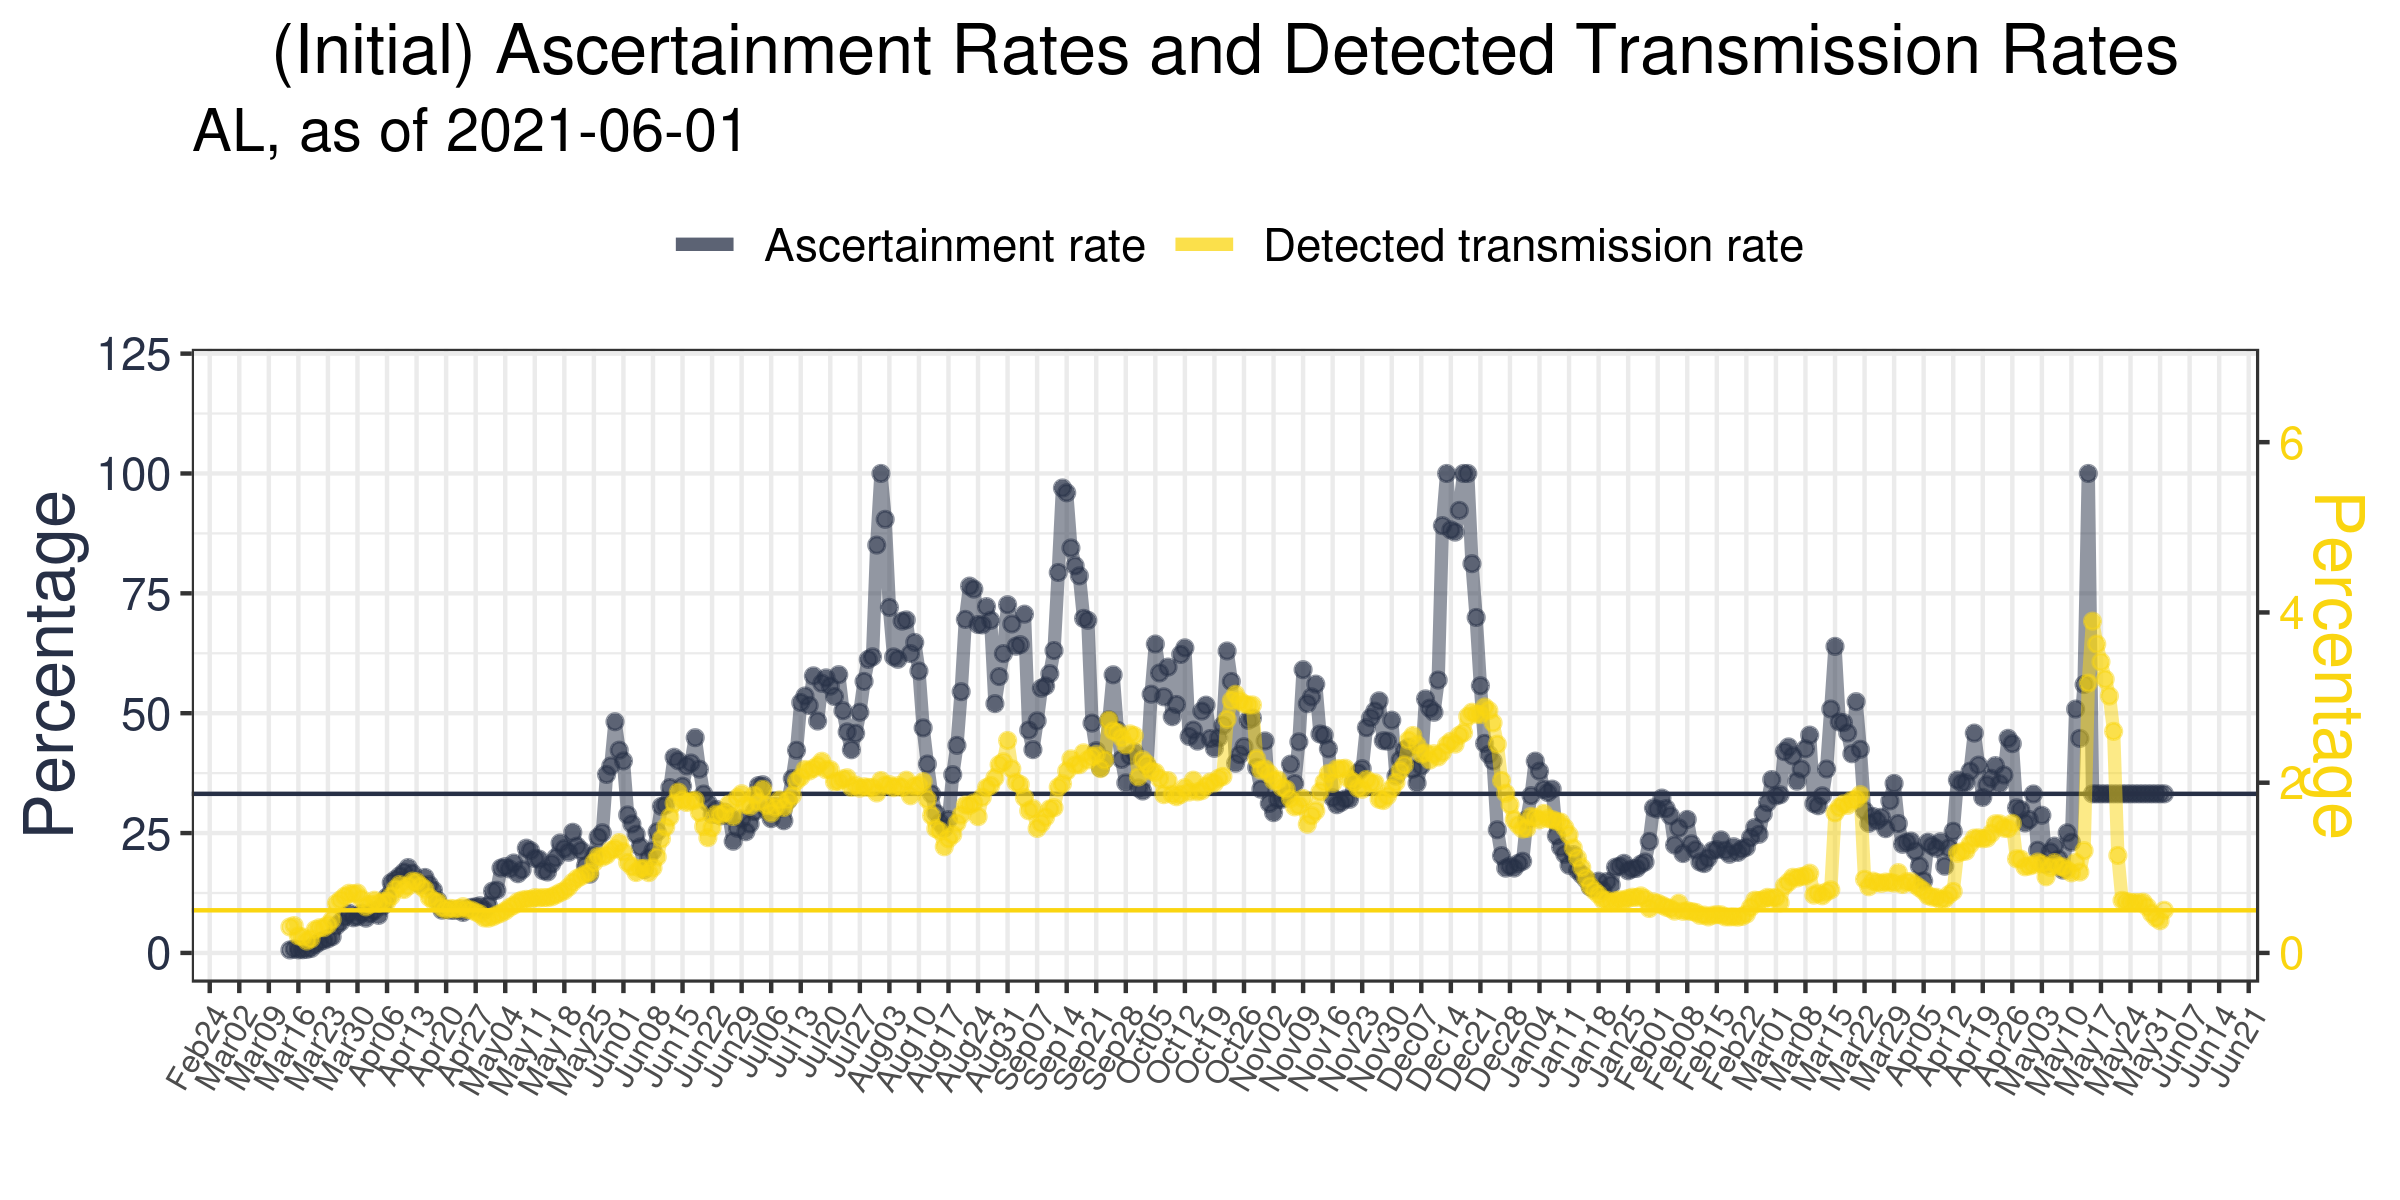 (Initial) Ascertainment Rates and Detected Transmission Rates
AL, as of 2021-06-01
Ascertainment rate
Detected transmission rate
Percentage
125
100
75
50
25
0
6
4
2
0
Percentage
Feb24
Mar02
Mar09
Mar16
Mar23
Mar30
Apr06
Apr13
Apr20
Apr27
May04
May11
May18
May25
Jun01
Jun08
Jun15
Jun22
Jun29
Jul06
Jul13
Jul20
Jul27
Aug03
Aug10
Aug17
Aug24
Aug31
Sep07
Sep14
Sep21
Sep28
Oct05
Oct12
Oct19
Oct26
Nov02
Nov09
Nov16
Nov23
Nov30
Dec07
Dec14
Dec21
Dec28
Jan04
Jan11
Jan18
Jan25
Feb01
Feb08
Feb15
Feb22
Mar01
Mar08
Mar15
Mar22
Mar29
Apr05
Apr12
Apr19
Apr26
May03
May10
May17
May24
May31
Jun07
Jun14
Jun21